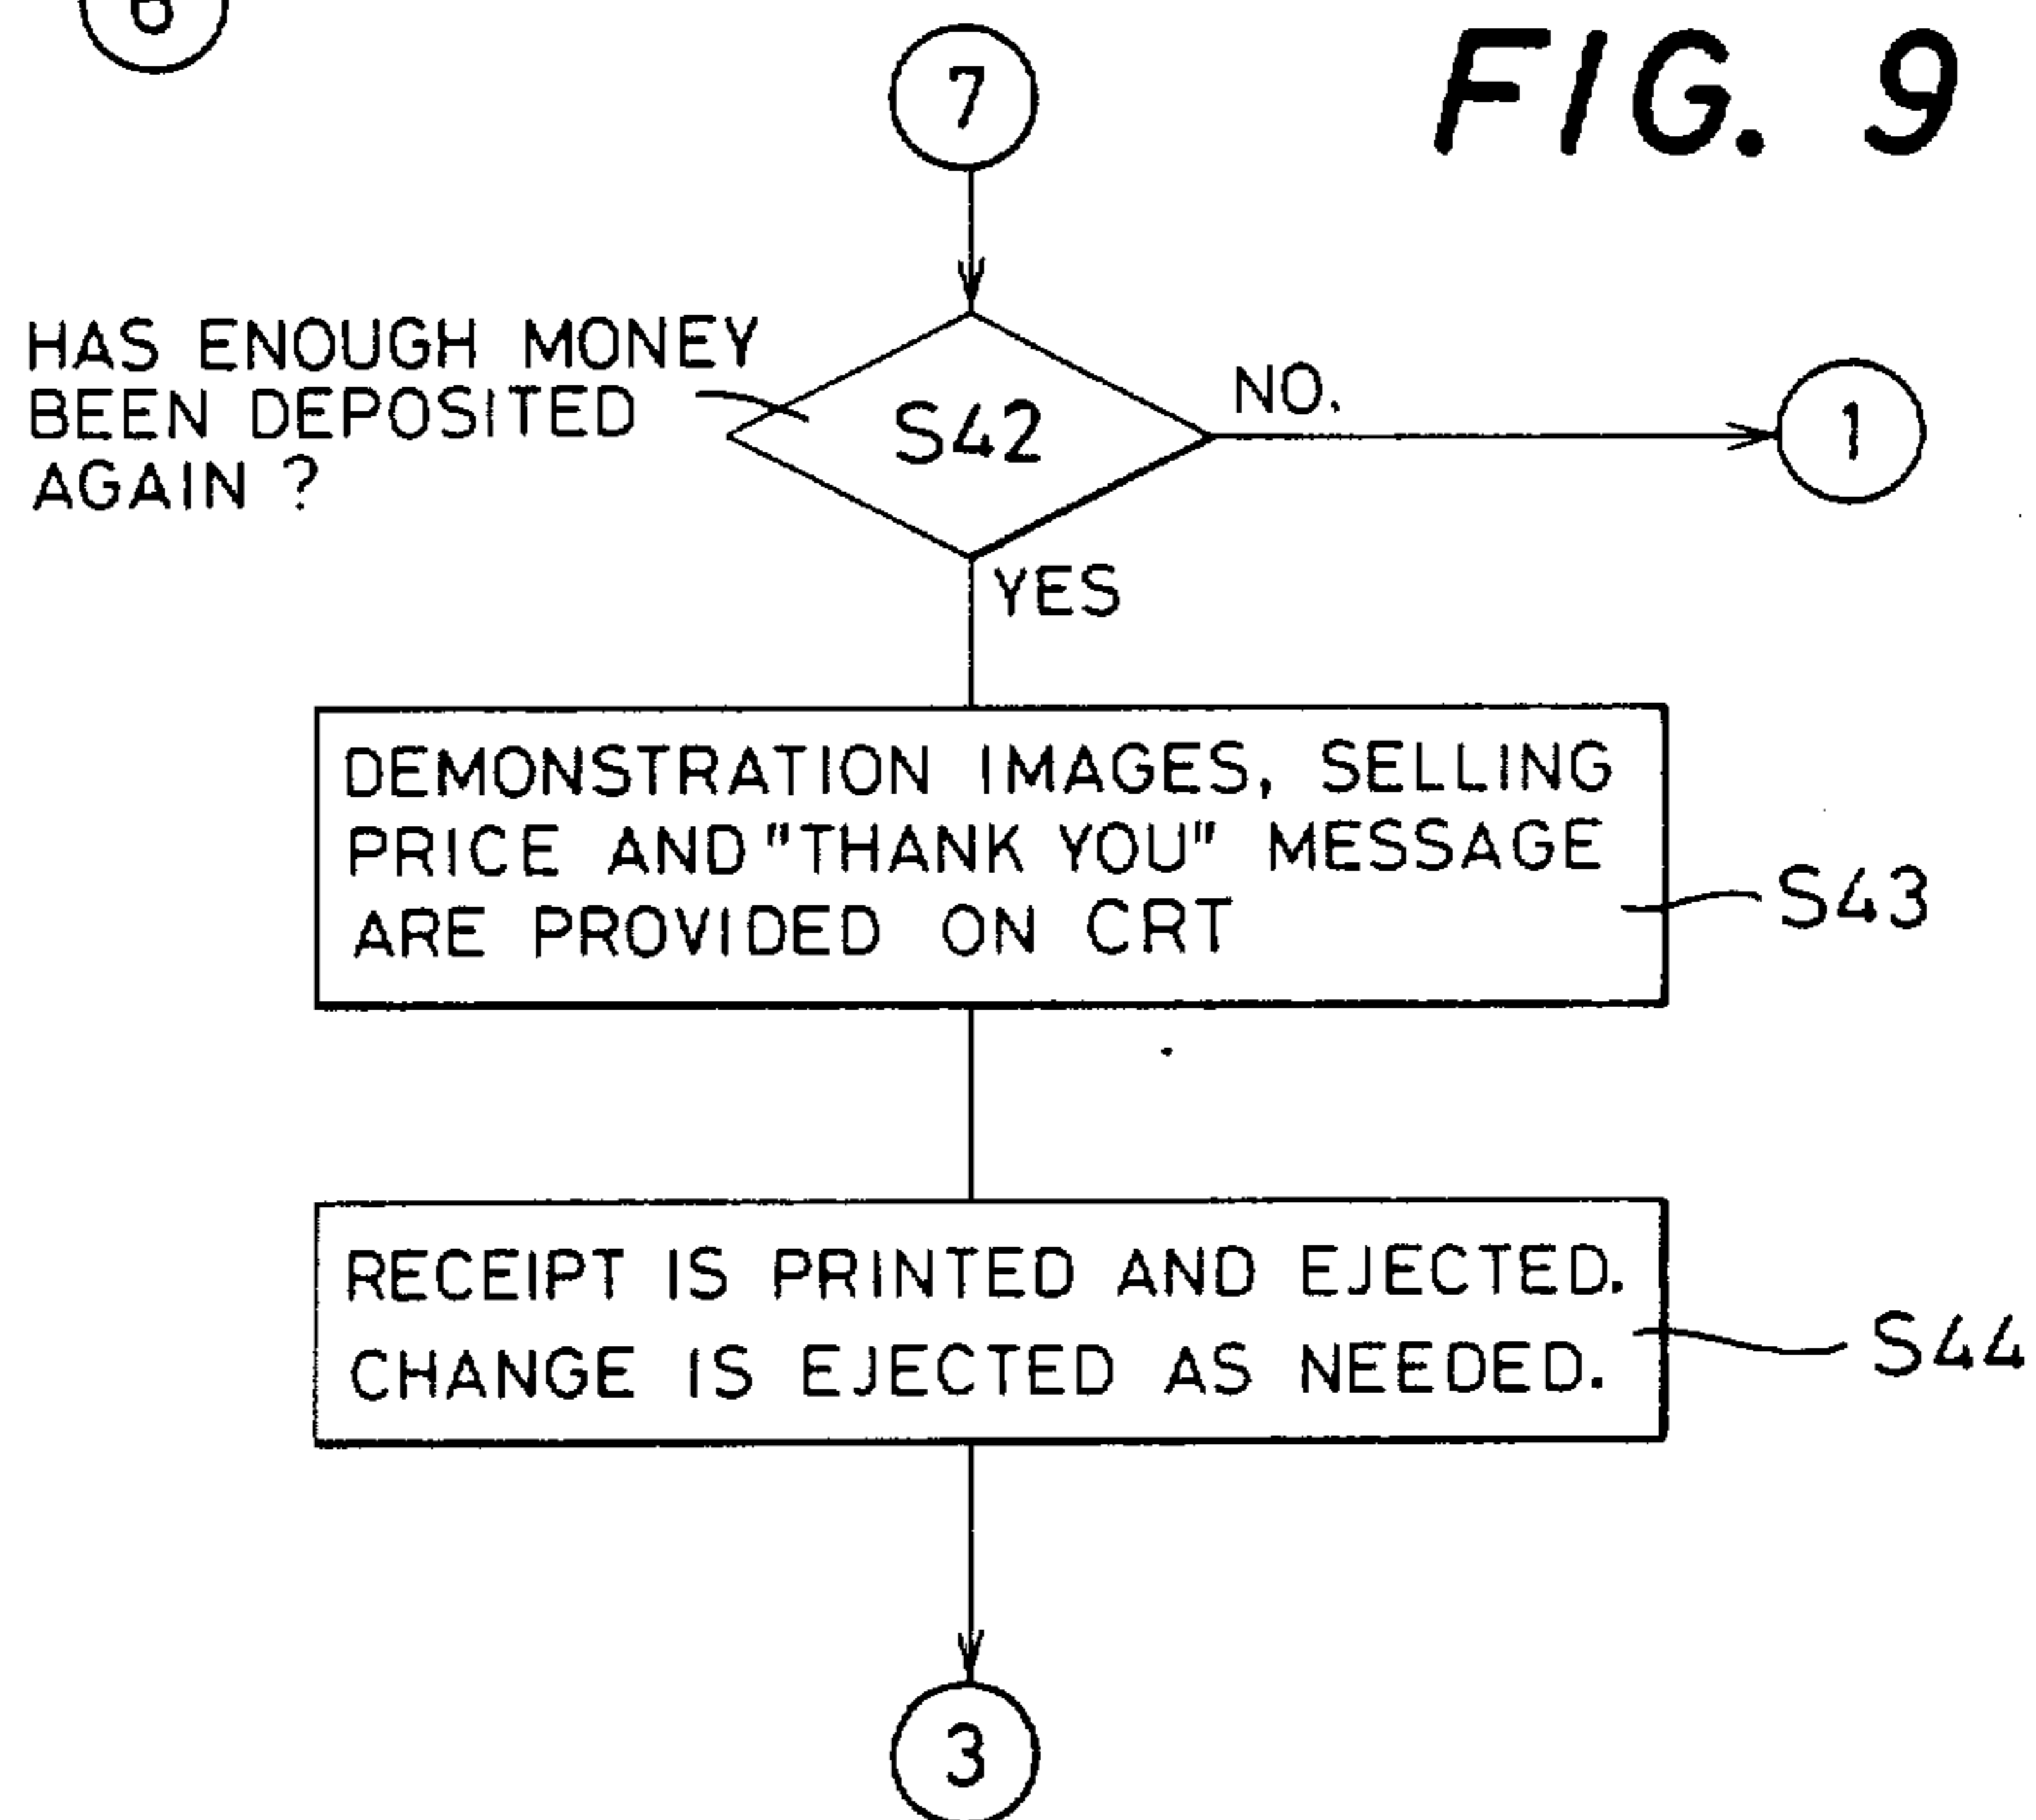 6
7
FIG. 9
HAS ENOUGH MONEY
BEEN DEPOSITED
AGAIN ?
S42
NO.
1
YES
DEMONSTRATION IMAGES, SELLING
PRICE AND "THANK YOU" MESSAGE
ARE PROVIDED ON CRT
S43
RECEIPT IS PRINTED AND EJECTED.
CHANGE IS EJECTED AS NEEDED.
S44
3